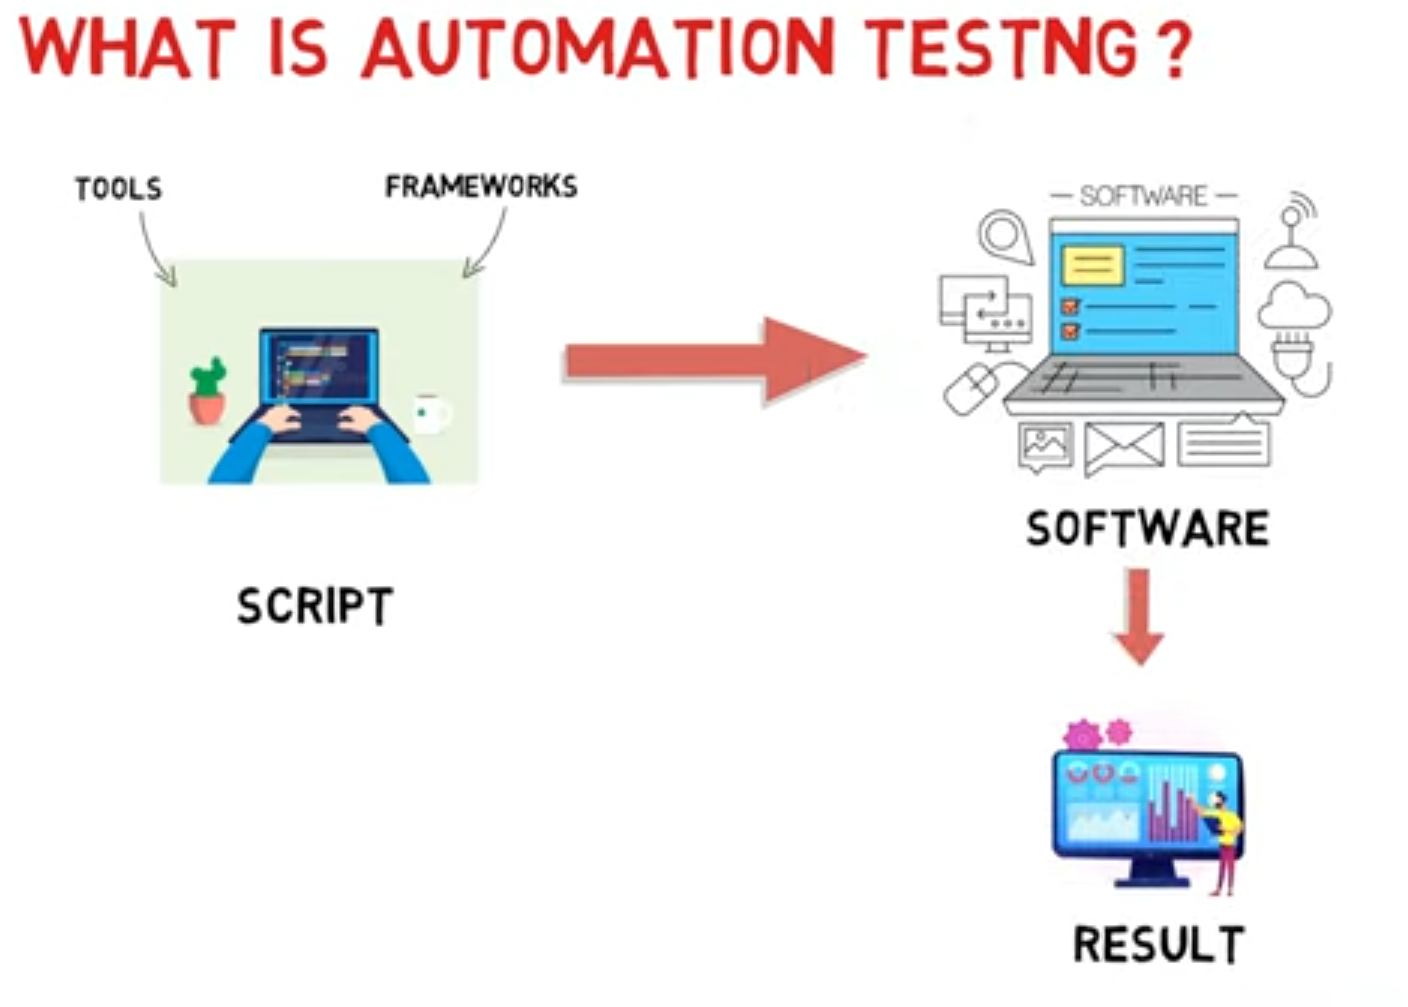 WHAT IS AUTOMATION TESTNG ?
TOOLS
FRAMEWORKS
— SOFTWARE —
SOFTWARE
SCRIPT
RESULT